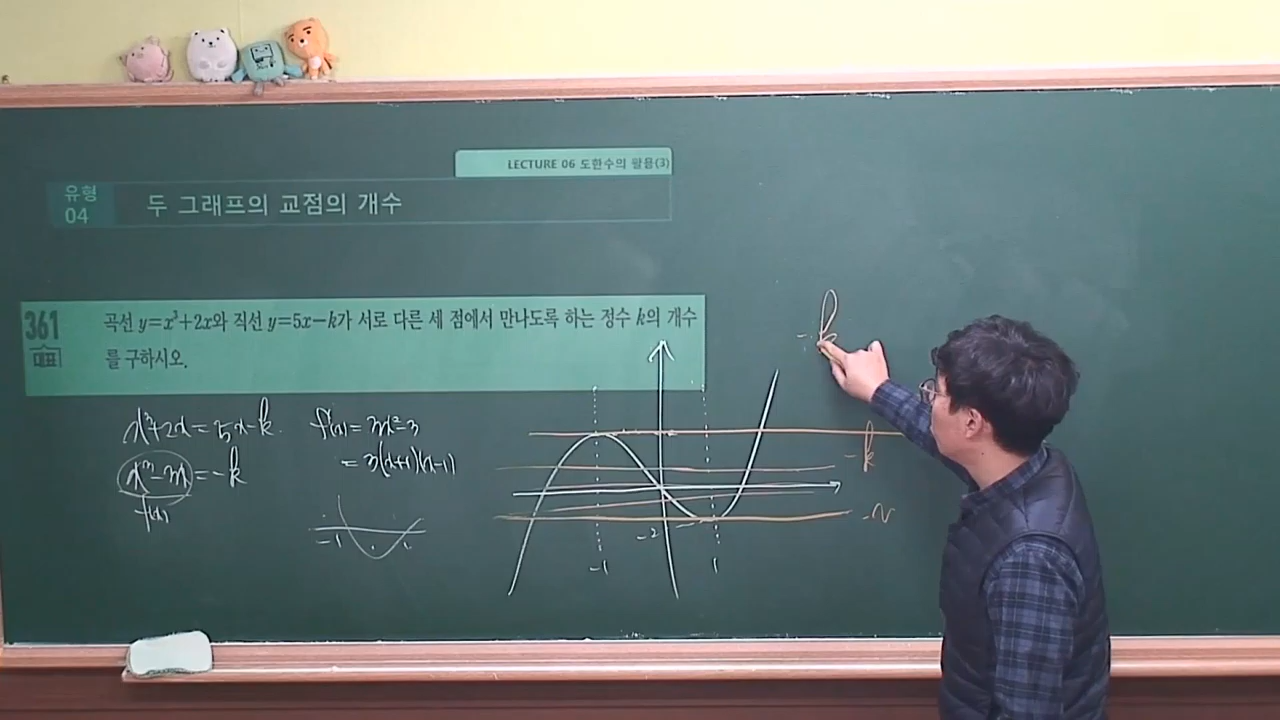 LECTURE 06 도함수의 활용(3)
유형
04
두 그래프의 교점의 개수
361
대표
곡선 y=x³+2x와 직선 y=5x-k가 서로 다른 세 점에서 만나도록 하는 정수 k의 개수
를 구하시오.
x³+2x=5x-k.
x³-3x=-k
f(x)
f'(x)=3x²-3
=3(x+1)(x-1)
-1 1
-k
-k
-2
-2
-1 1